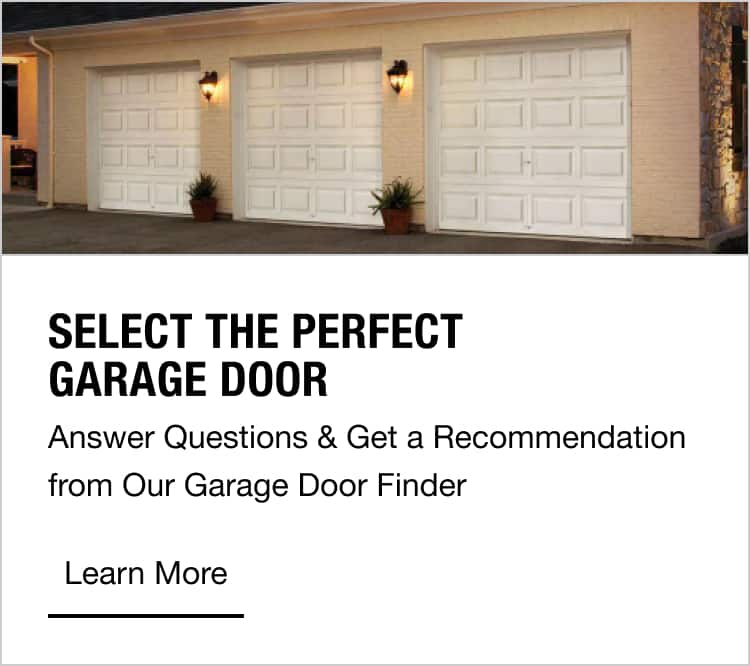 SELECT THE PERFECT
GARAGE DOOR
Answer Questions & Get a Recommendation
from Our Garage Door Finder
Learn More